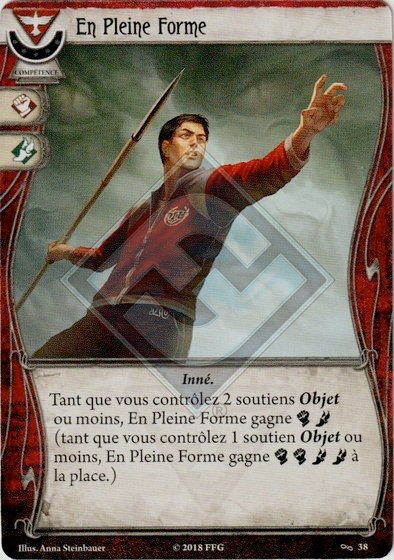 En Pleine Forme
COMPÉTENCE
Inné.
Tant que vous contrôlez 2 soutiens Objet
ou moins, En Pleine Forme gagne
(tant que vous contrôlez 1 soutien Objet ou
moins, En Pleine Forme gagne à
la place.)
Illus. Anna Steinbauer
© 2018 FFG
38